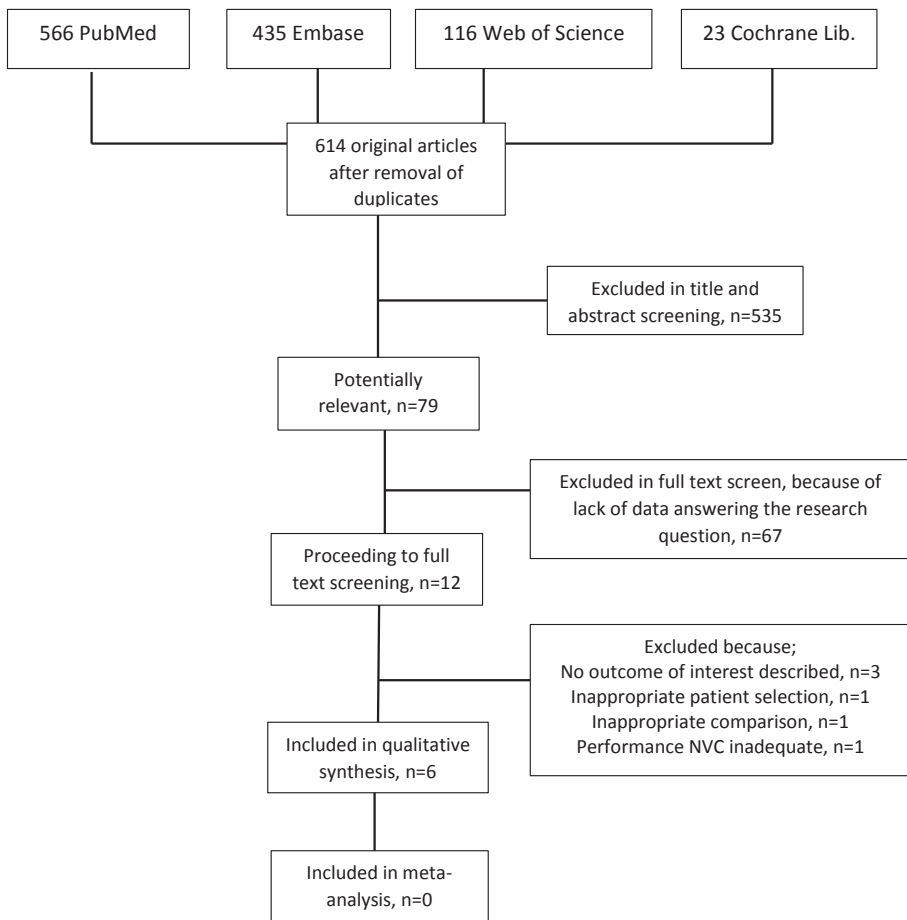 566 PubMed
435 Embase
116 Web of Science
23 Cochrane Lib.
614 original articles
after removal of
duplicates
Excluded in title and
abstract screening, n=535
Potentially
relevant, n=79
Excluded in full text screen, because of
lack of data answering the research
question, n=67
Proceeding to full
text screening, n=12
Excluded because;
No outcome of interest described, n=3
Inappropriate patient selection, n=1
Inappropriate comparison, n=1
Performance NVC inadequate, n=1
Included in qualitative
synthesis, n=6
Included in meta-
analysis, n=0